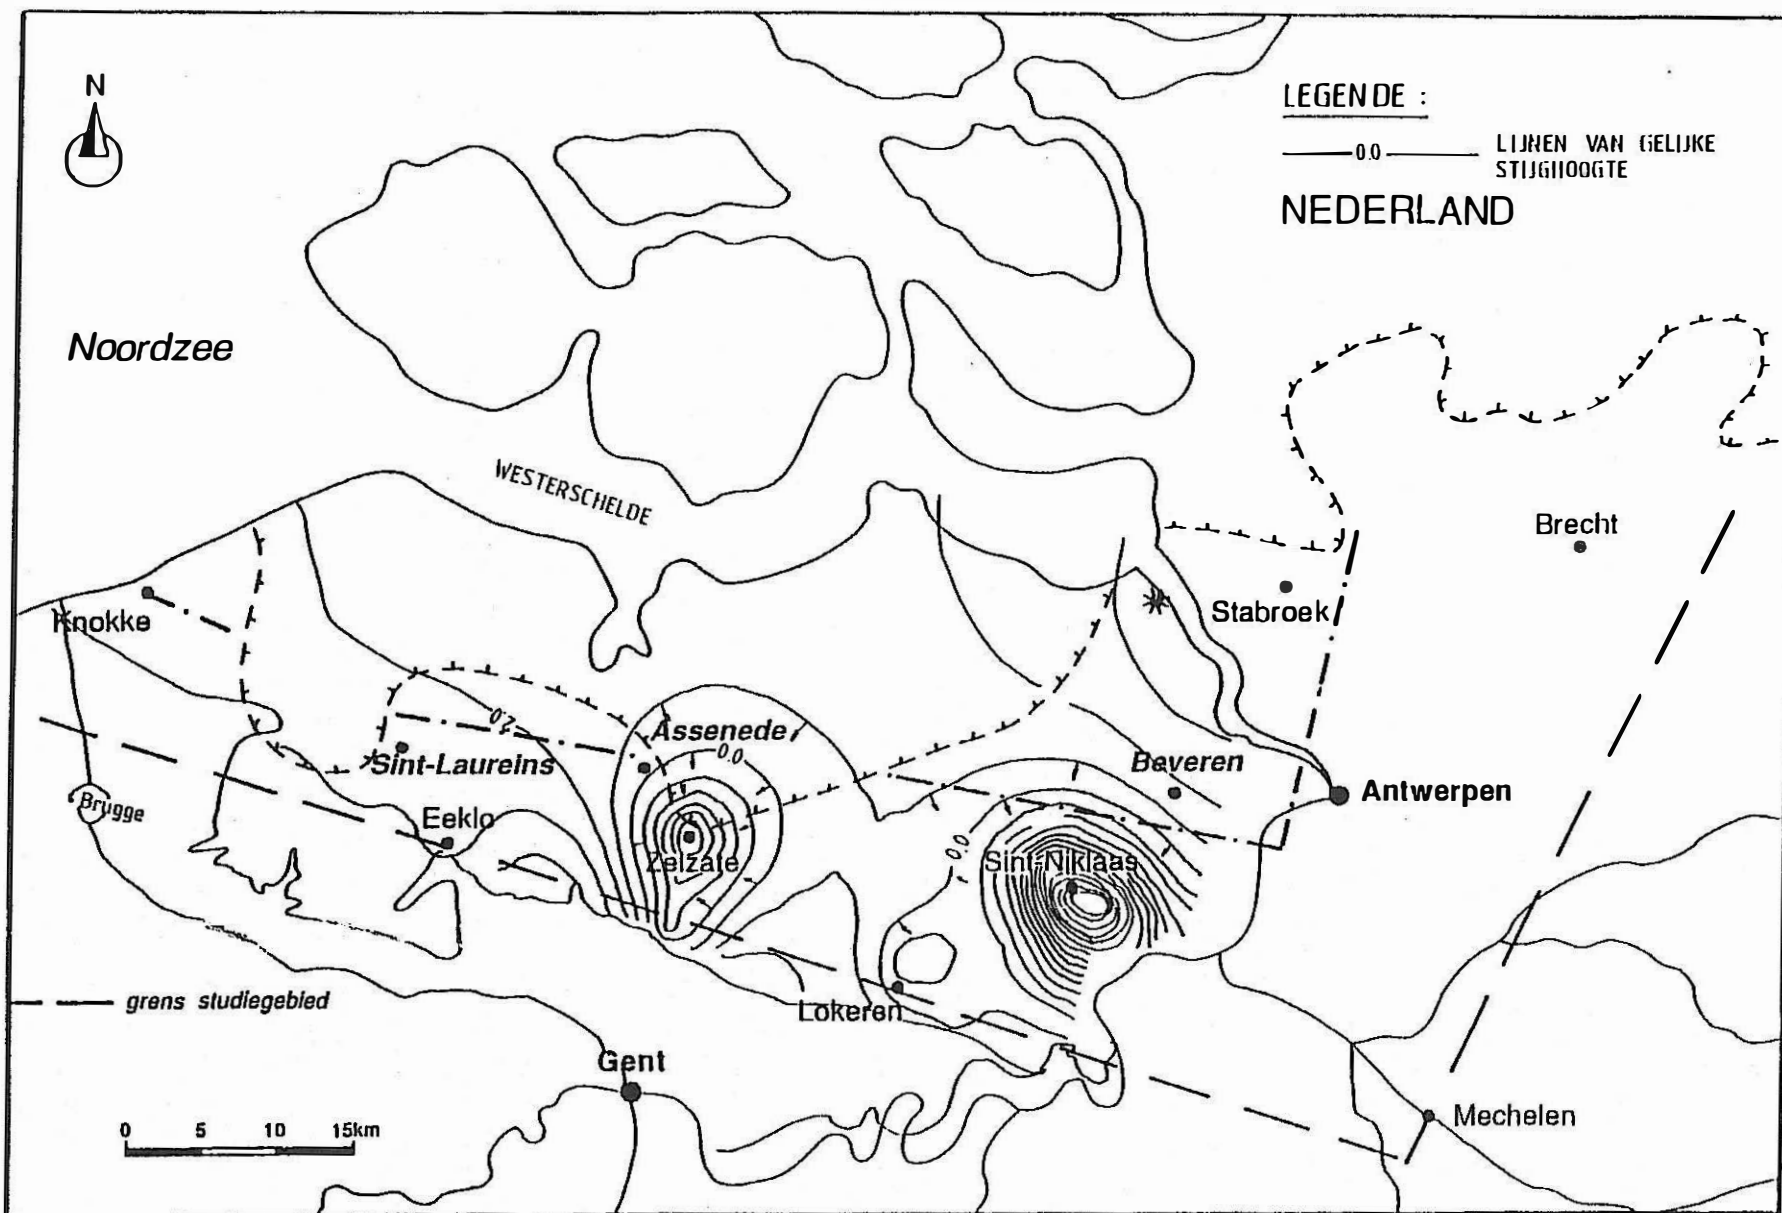 N
LEGENDE :
0.0 LIJNEN VAN GELIJKE
STIJGHOOGTE
NEDERLAND
Noordzee
WESTERSCHELDE
Brecht
Stabroek
Knokke
2.0
Assenede
0.0
Sint-Laureins
Beveren
Antwerpen
Brugge
Eeklo
Zelzate
0.0
Sint-Niklaas
grens studiegebied
Lokeren
Gent
0 5 10 15km
Mechelen